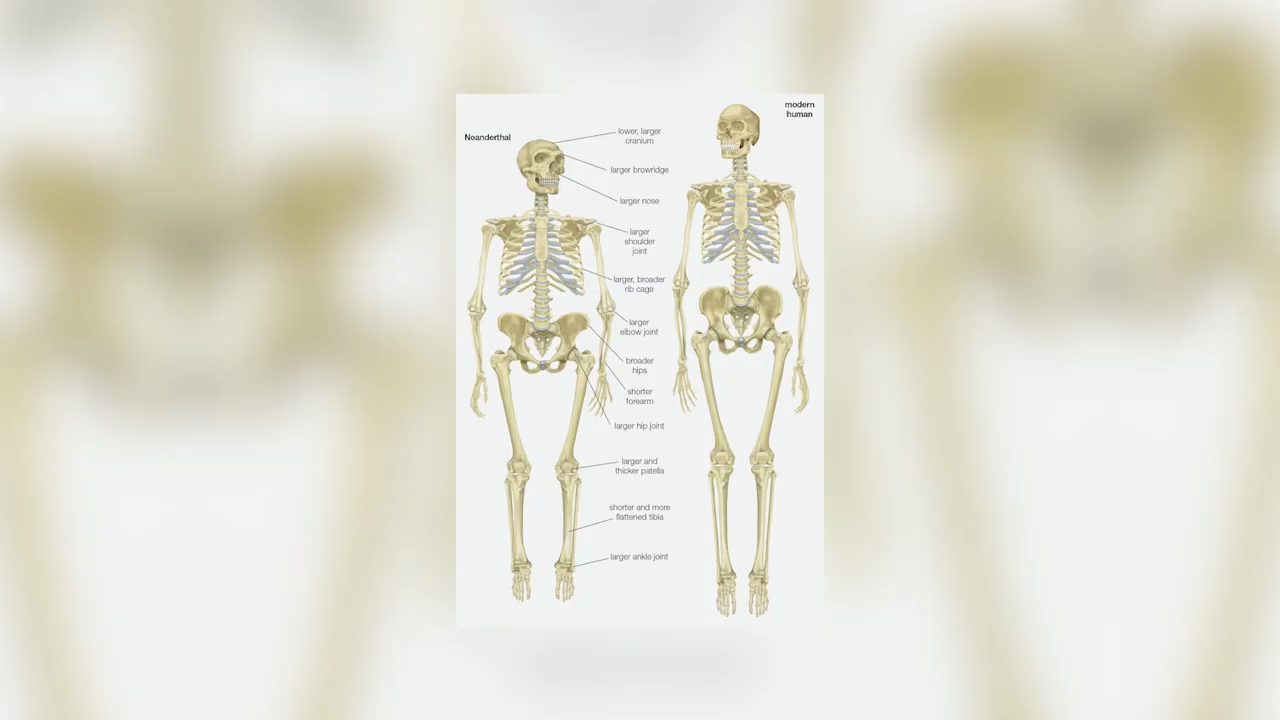 modern
human
Neanderthal
lower, larger
cranium
larger browridge
larger nose
larger
shoulder
joint
larger, broader
rib cage
larger
elbow joint
broader
hips
shorter
forearm
larger hip joint
larger and
thicker patella
shorter and more
flattened tibia
larger ankle joint